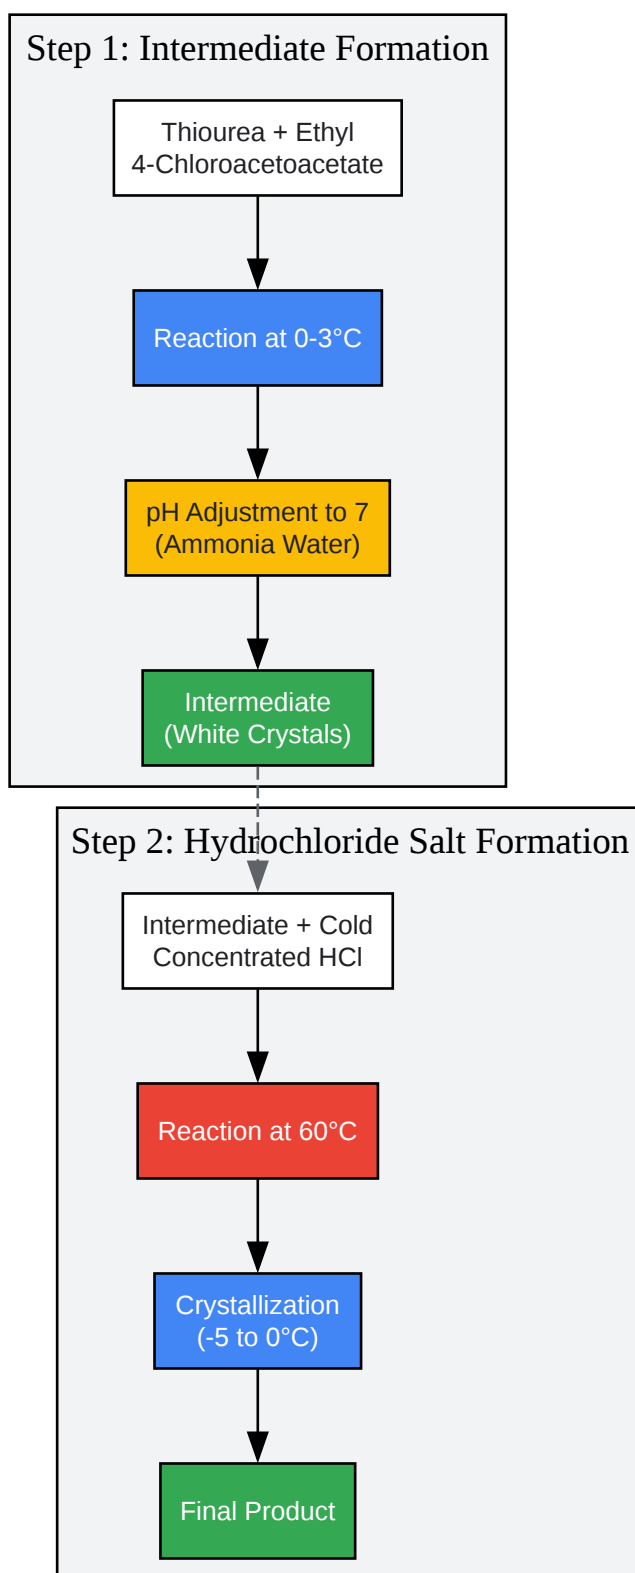 Step 1: Intermediate Formation
Thiourea + Ethyl
4-Chloroacetoacetate
Reaction at 0-3°C
pH Adjustment to 7
(Ammonia Water)
Intermediate
(White Crystals)
Step 2: Hydrochloride Salt Formation
Intermediate + Cold
Concentrated HCl
Reaction at 60°C
Crystallization
(-5 to 0°C)
Final Product